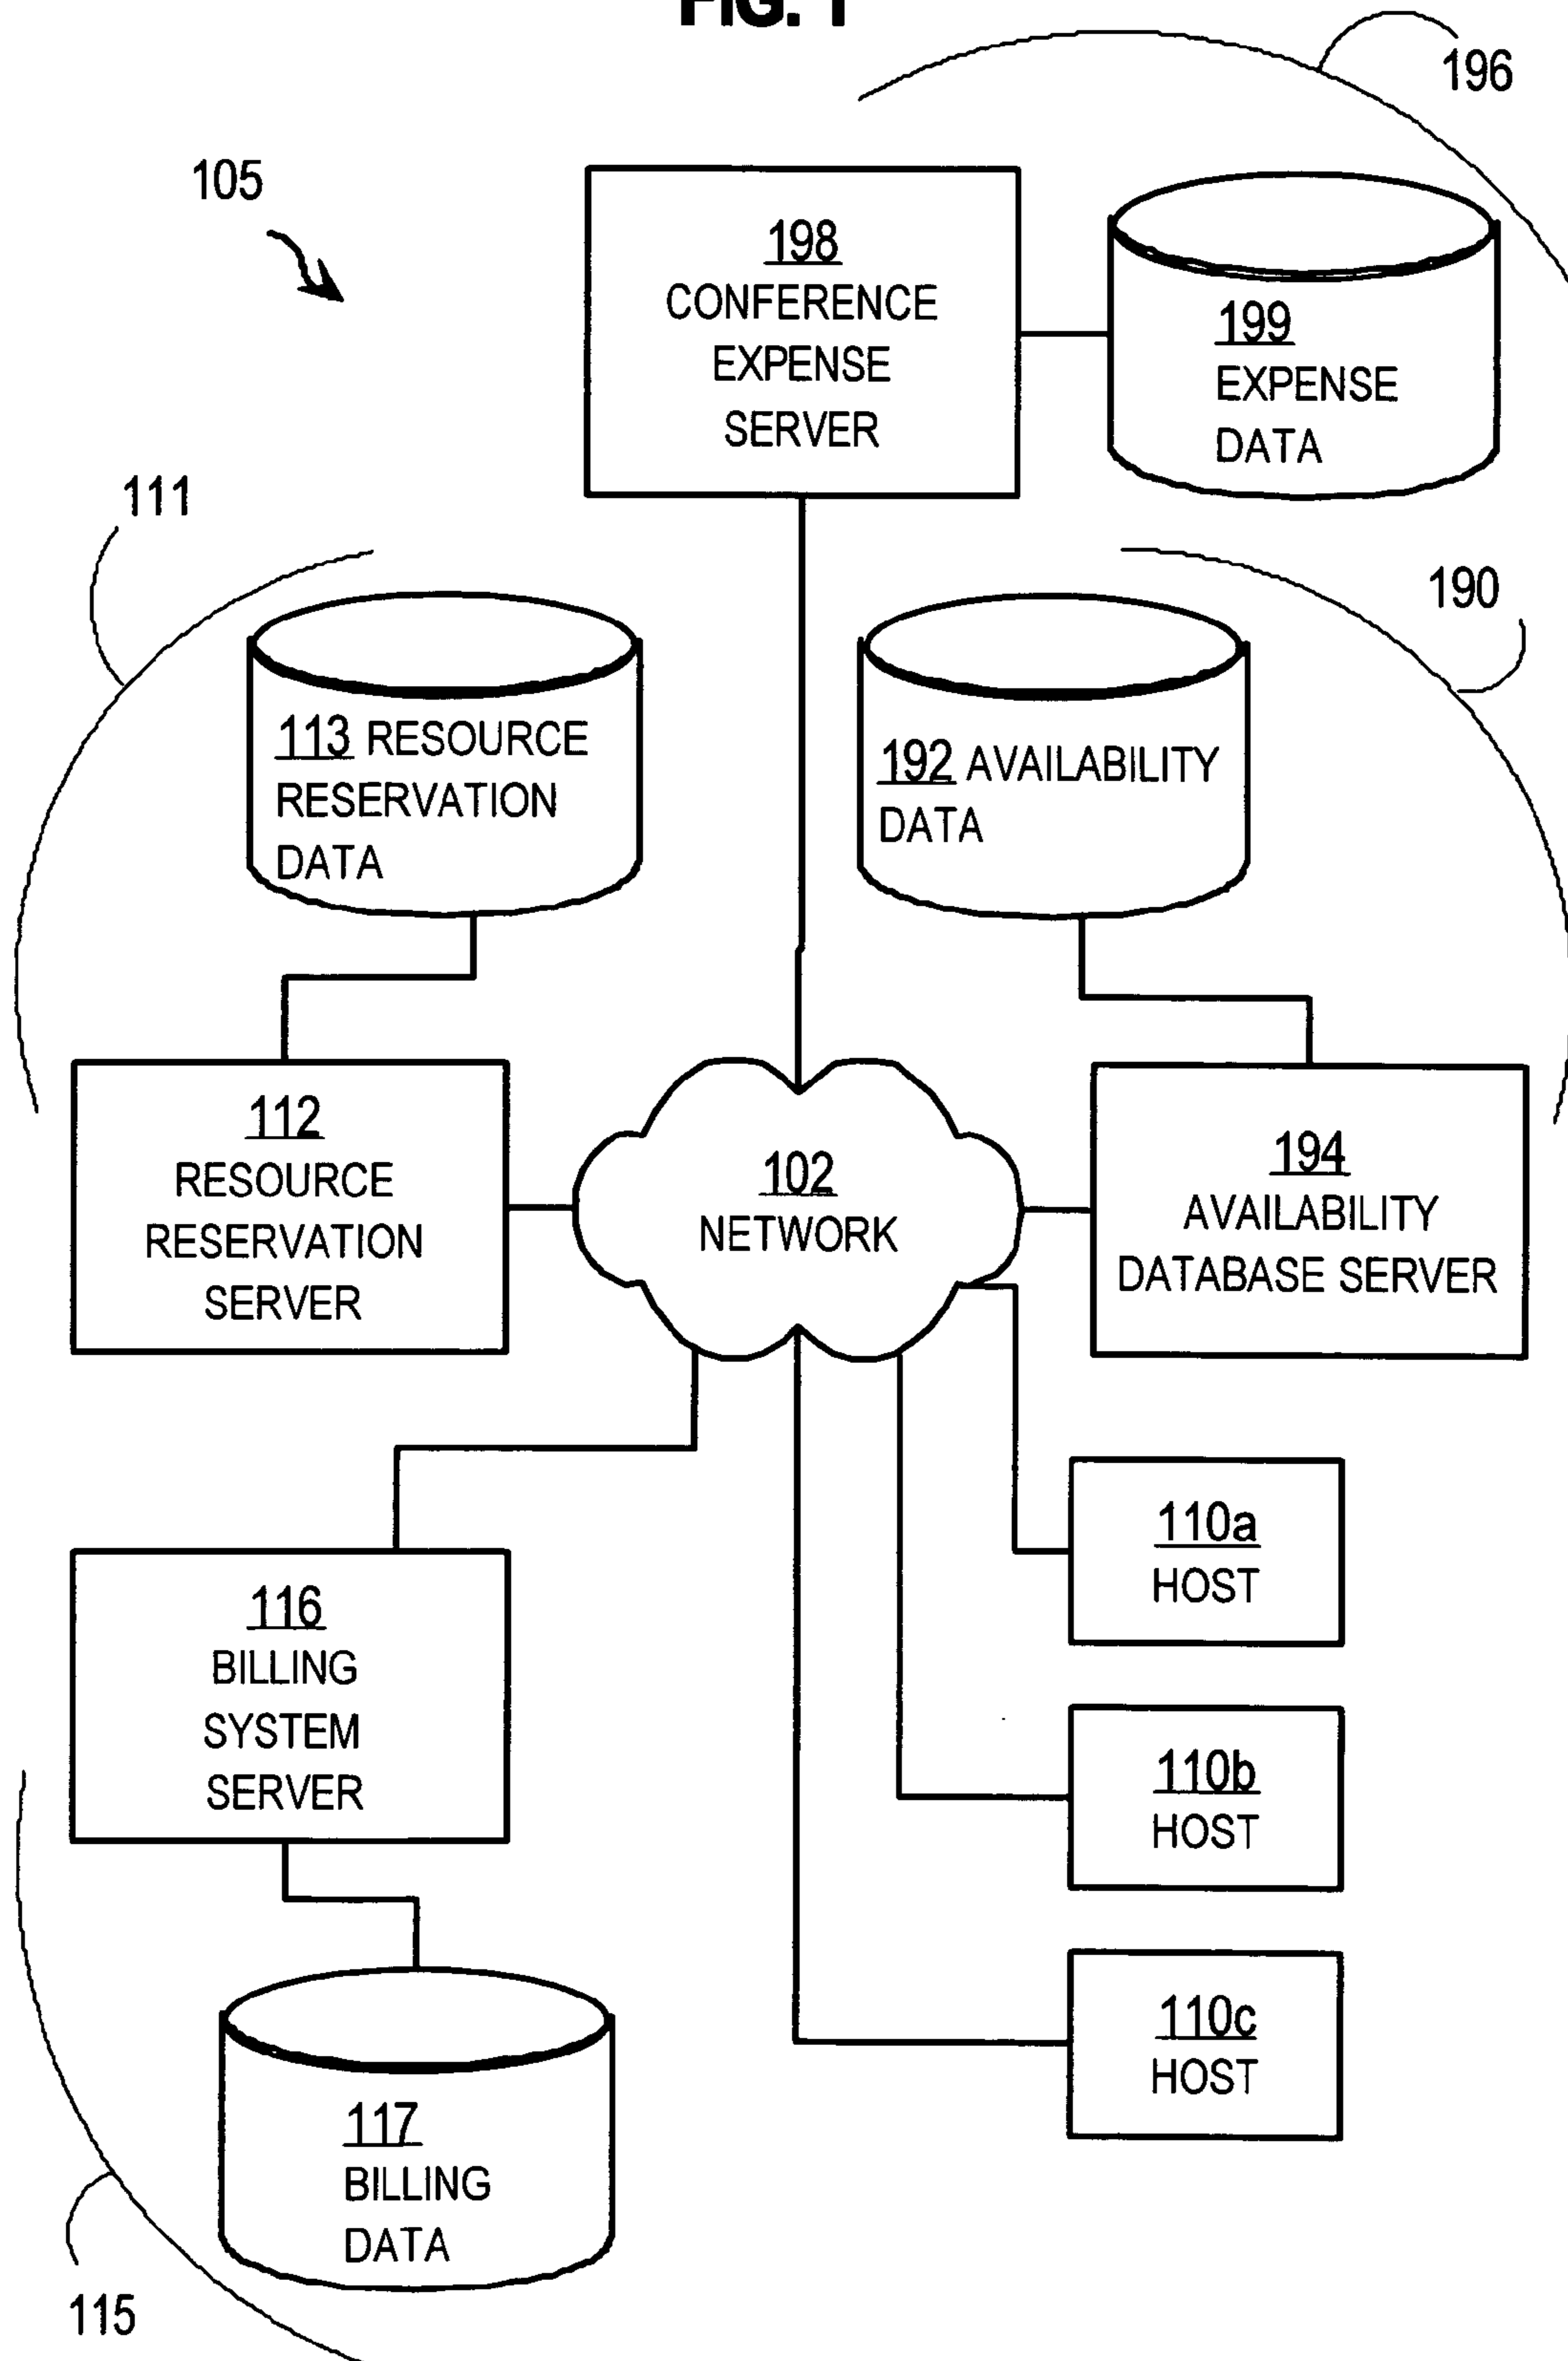 FIG. 1
196
105
198
CONFERENCE
EXPENSE
SERVER
199
EXPENSE
DATA
111
190
113 RESOURCE
RESERVATION
DATA
192 AVAILABILITY
DATA
112
RESOURCE
RESERVATION
SERVER
102
NETWORK
194
AVAILABILITY
DATABASE SERVER
110a
HOST
116
BILLING
SYSTEM
SERVER
110b
HOST
110c
HOST
117
BILLING
DATA
115